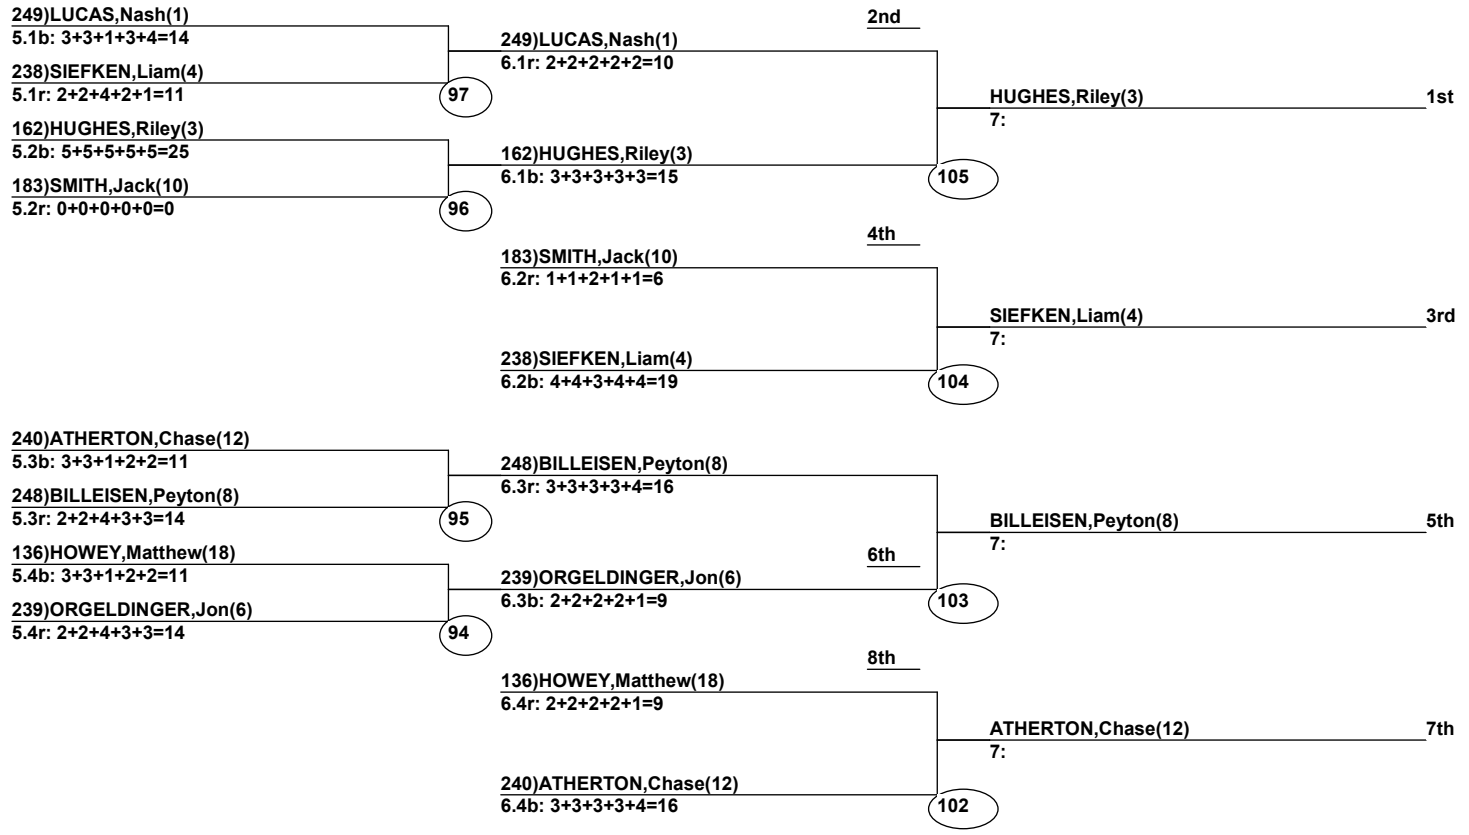 249)LUCAS,Nash(1)
5.1b: 3+3+1+3+4=14
238)SIEFKEN,Liam(4)
5.1r: 2+2+4+2+1=11
97
162)HUGHES,Riley(3)
5.2b: 5+5+5+5+5=25
183)SMITH,Jack(10)
5.2r: 0+0+0+0+0=0
96
240)ATHERTON,Chase(12)
5.3b: 3+3+1+2+2=11
248)BILLEISEN,Peyton(8)
5.3r: 2+2+4+3+3=14
95
136)HOWEY,Matthew(18)
5.4b: 3+3+1+2+2=11
239)ORGELDINGER,Jon(6)
5.4r: 2+2+4+3+3=14
94
249)LUCAS,Nash(1)
6.1r: 2+2+2+2+2=10
162)HUGHES,Riley(3)
6.1b: 3+3+3+3+3=15
183)SMITH,Jack(10)
6.2r: 1+1+2+1+1=6
238)SIEFKEN,Liam(4)
6.2b: 4+4+3+4+4=19
248)BILLEISEN,Peyton(8)
6.3r: 3+3+3+3+4=16
239)ORGELDINGER,Jon(6)
6.3b: 2+2+2+2+1=9
136)HOWEY,Matthew(18)
6.4r: 2+2+2+2+1=9
240)ATHERTON,Chase(12)
6.4b: 3+3+3+3+4=16
2nd
105
4th
104
6th
103
8th
102
HUGHES,Riley(3)
7:
1st
SIEFKEN,Liam(4)
7:
3rd
BILLEISEN,Peyton(8)
7:
5th
ATHERTON,Chase(12)
7:
7th